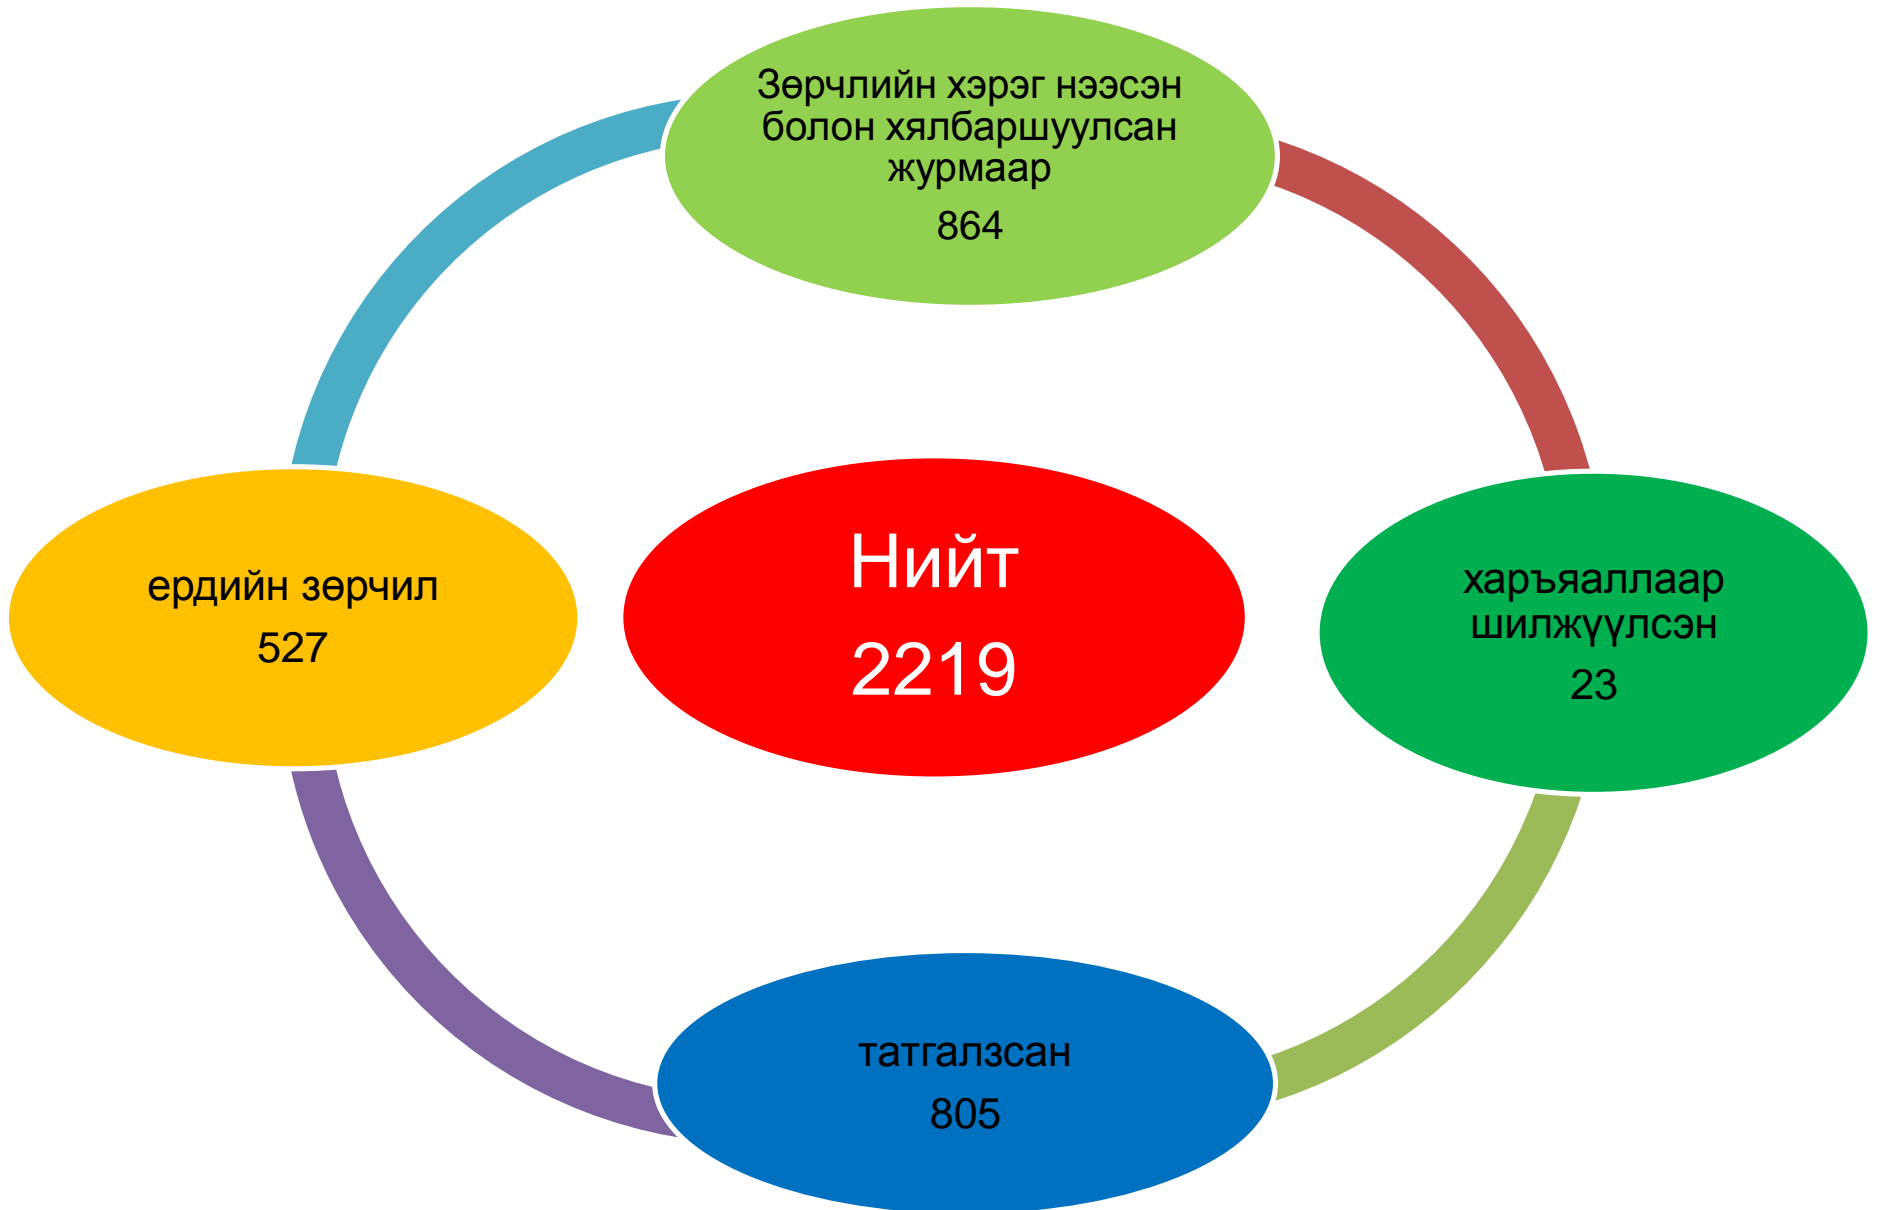 Зөрчлийн хэрэг нээсэн
болон хялбаршуулсан
журмаар
864
ердийн зөрчил
527
Нийт
2219
харъяаллаар
шилжүүлсэн
23
татгалзсан
805